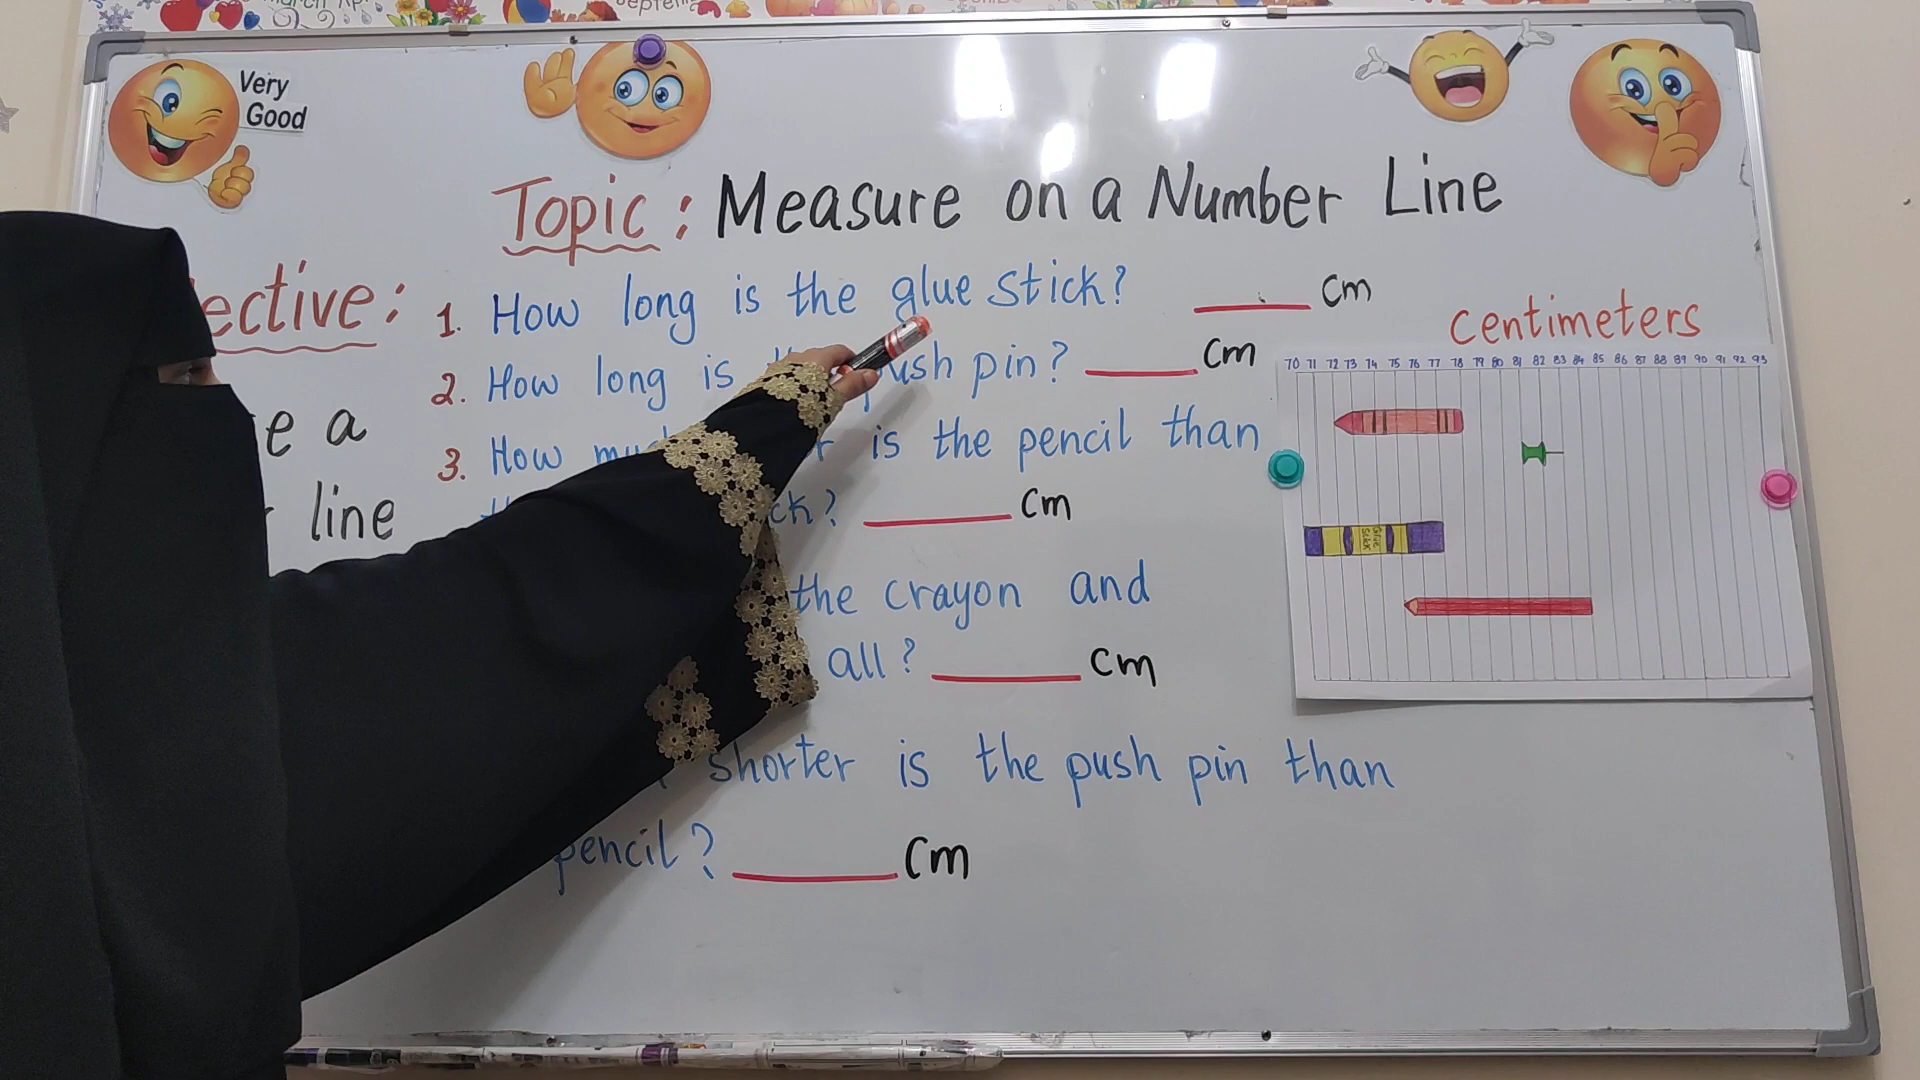 March
September
Very
Good
Topic: Measure on a Number Line
ective:
e a
line
1. How long is the glue stick? ____ cm
2. How long is push pin? ____ cm
3. How is the pencil than
ck? ____ cm
the crayon and
all? ____ cm
shorter is the push pin than
pencil? ____ cm
Centimeters
70 71 72 73 74 75 76 77 78 79 80 81 82 83 84 85 86 87 88 89 90 91 92 93
Glue
Stick